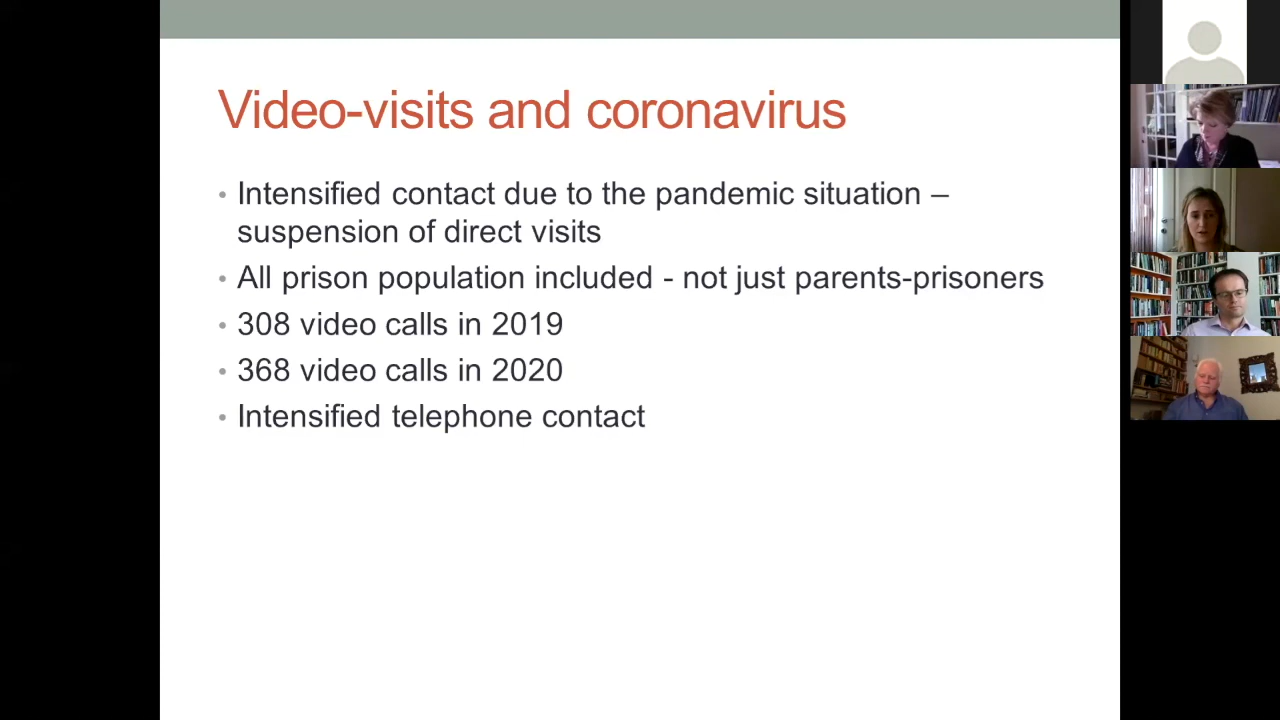 Video-visits and coronavirus
• Intensified contact due to the pandemic situation –
suspension of direct visits
• All prison population included - not just parents-prisoners
• 308 video calls in 2019
• 368 video calls in 2020
• Intensified telephone contact